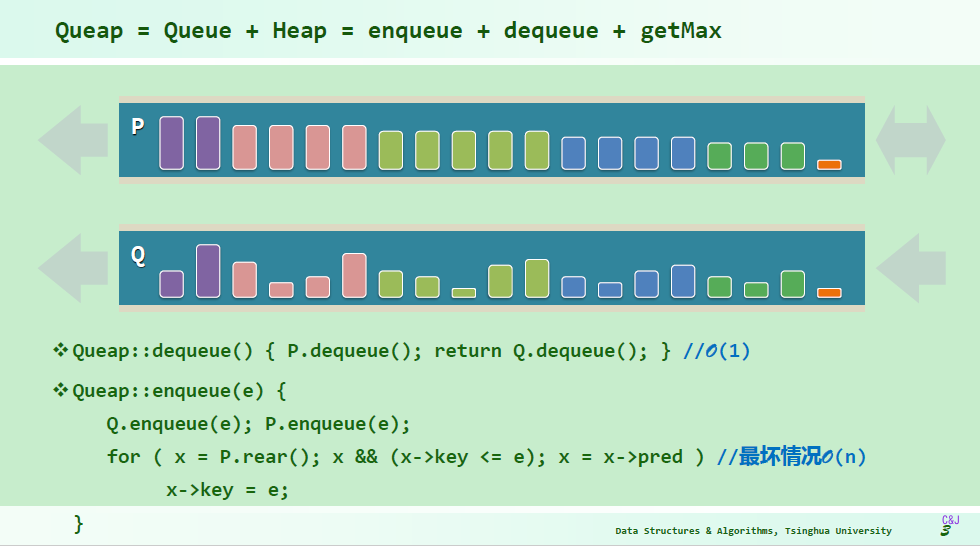 Queap = Queue + Heap = enqueue + dequeue + getMax
P
Q
❖Queap::dequeue() { P.dequeue(); return Q.dequeue(); } //𝒪(1)
❖Queap::enqueue(e) {
Q.enqueue(e); P.enqueue(e);
for ( x = P.rear(); x && (x->key <= e); x = x->pred ) //最坏情况𝒪(n)
x->key = e;
}
Data Structures & Algorithms, Tsinghua University
C&J
3